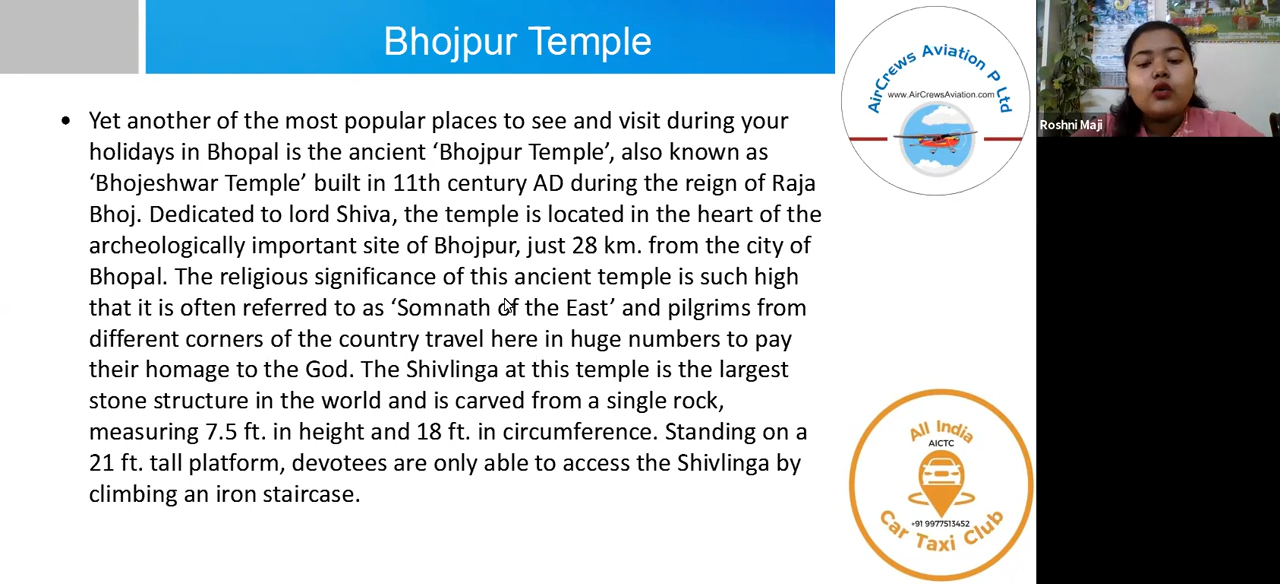 Bhojpur Temple
• Yet another of the most popular places to see and visit during your
holidays in Bhopal is the ancient ‘Bhojpur Temple’, also known as
‘Bhojeshwar Temple’ built in 11th century AD during the reign of Raja
Bhoj. Dedicated to lord Shiva, the temple is located in the heart of the
archeologically important site of Bhojpur, just 28 km. from the city of
Bhopal. The religious significance of this ancient temple is such high
that it is often referred to as ‘Somnath of the East’ and pilgrims from
different corners of the country travel here in huge numbers to pay
their homage to the God. The Shivlinga at this temple is the largest
stone structure in the world and is carved from a single rock,
measuring 7.5 ft. in height and 18 ft. in circumference. Standing on a
21 ft. tall platform, devotees are only able to access the Shivlinga by
climbing an iron staircase.
AirCrews Aviation P Ltd
www.AirCrewsAviation.com
Roshni Maji
All India
AICTC
+91 9977513452
Car Taxi Club